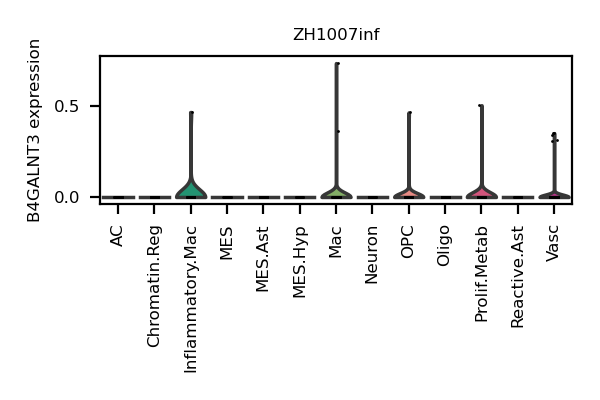 ZH1007inf
B4GALNT3 expression
0.5
0.0
AC
Chromatin.Reg
Inflammatory.Mac
MES
MES.Ast
MES.Hyp
Mac
Neuron
OPC
Oligo
Prolif.Metab
Reactive.Ast
Vasc